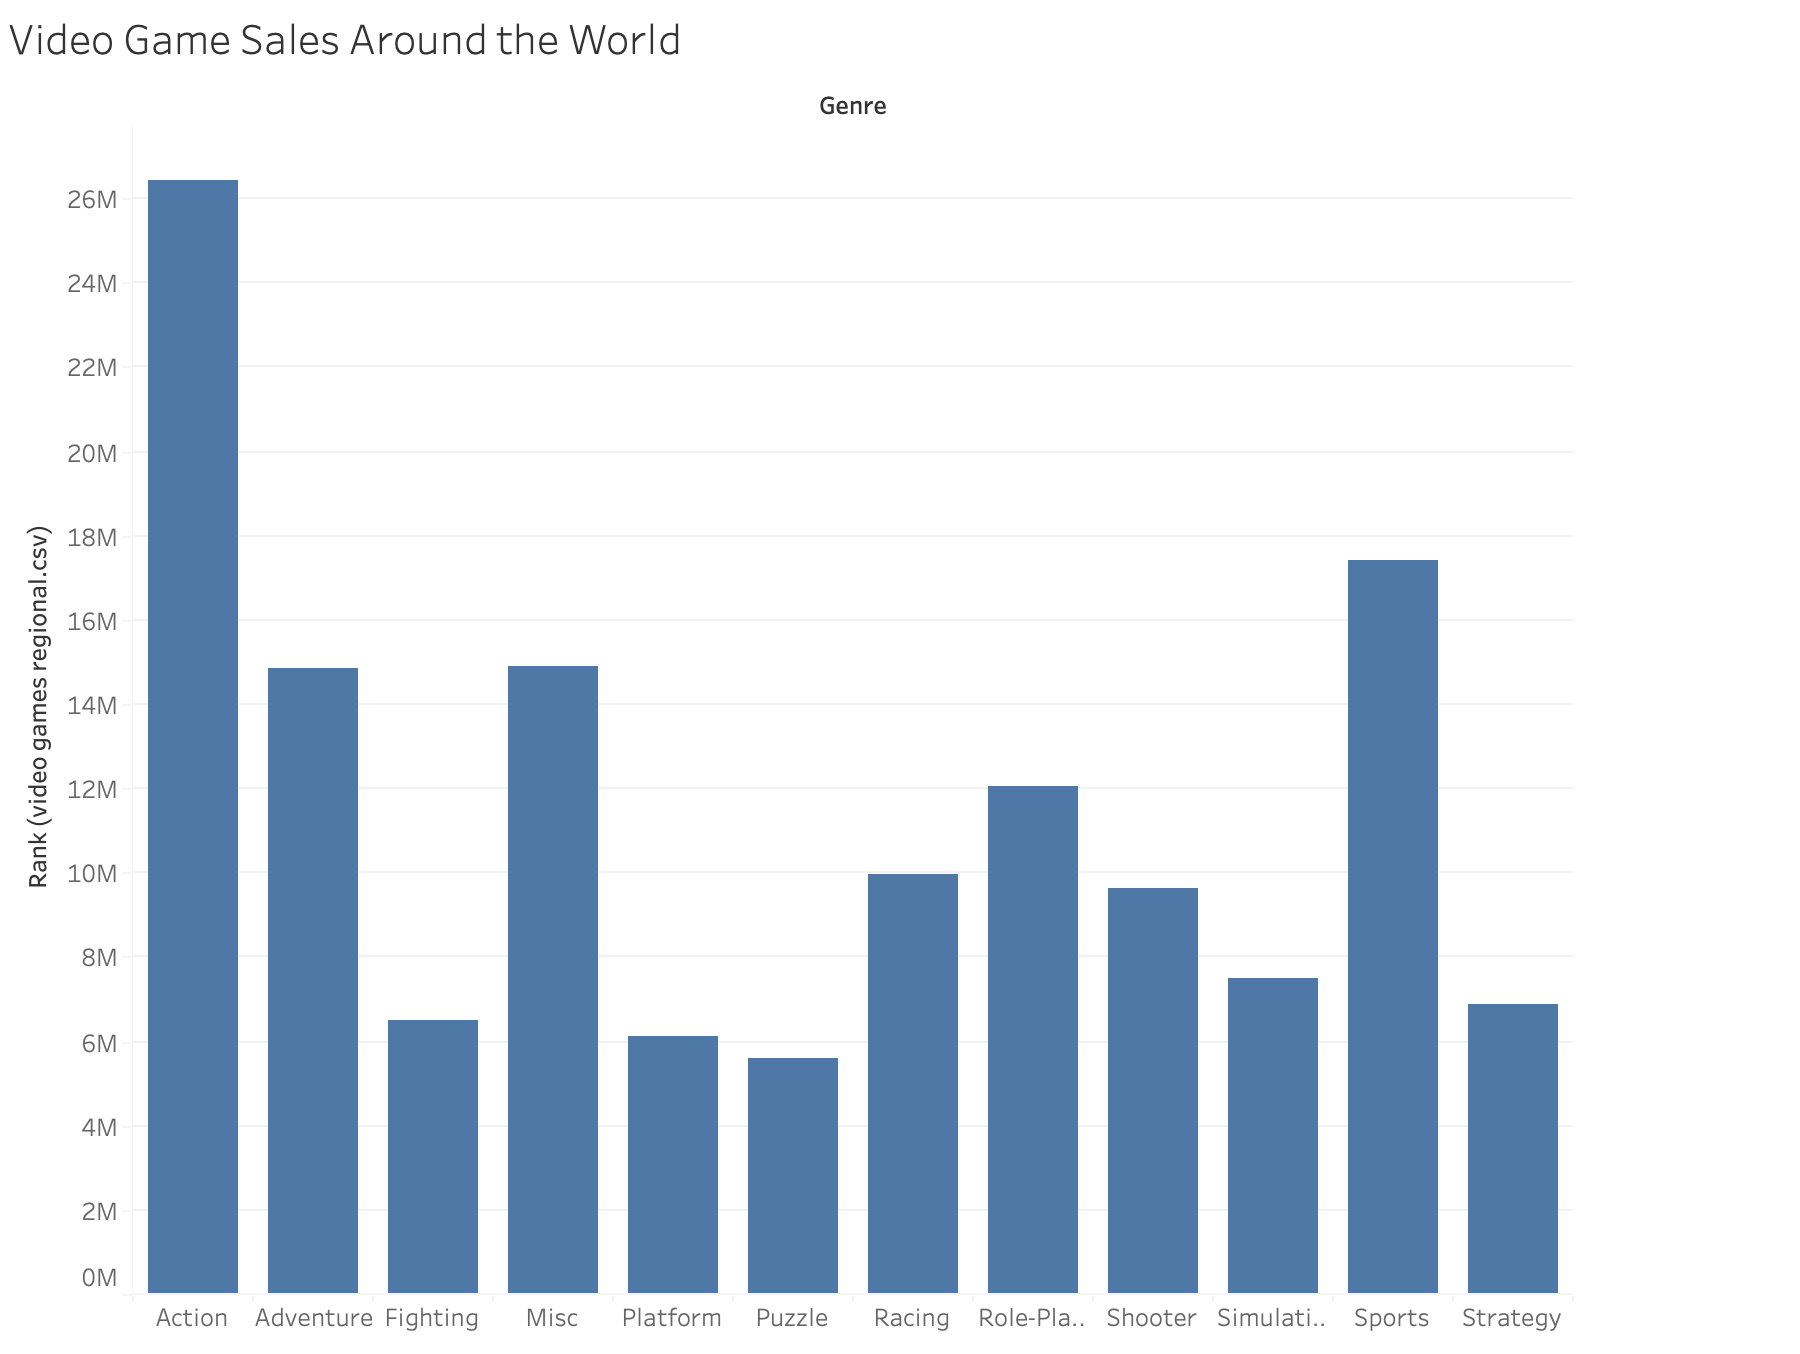 Video Game Sales Around the World
Genre
Rank (video games regional.csv)
26M
24M
22M
20M
18M
16M
14M
12M
10M
8M
6M
4M
2M
0M
Action Adventure Fighting Misc Platform Puzzle Racing Role-Pla.. Shooter Simulati.. Sports Strategy